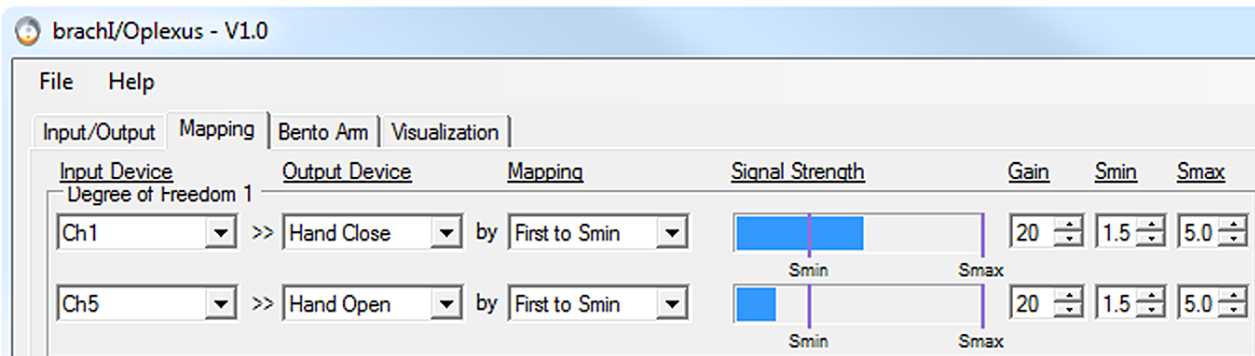 brachI/Oplexus - V1.0
File Help
Input/Output Mapping Bento Arm Visualization
Input Device Output Device Mapping Signal Strength Gain Smin Smax
Degree of Freedom 1
Ch1 >> Hand Close by First to Smin 20 1.5 5.0
Smin Smax
Ch5 >> Hand Open by First to Smin 20 1.5 5.0
Smin Smax